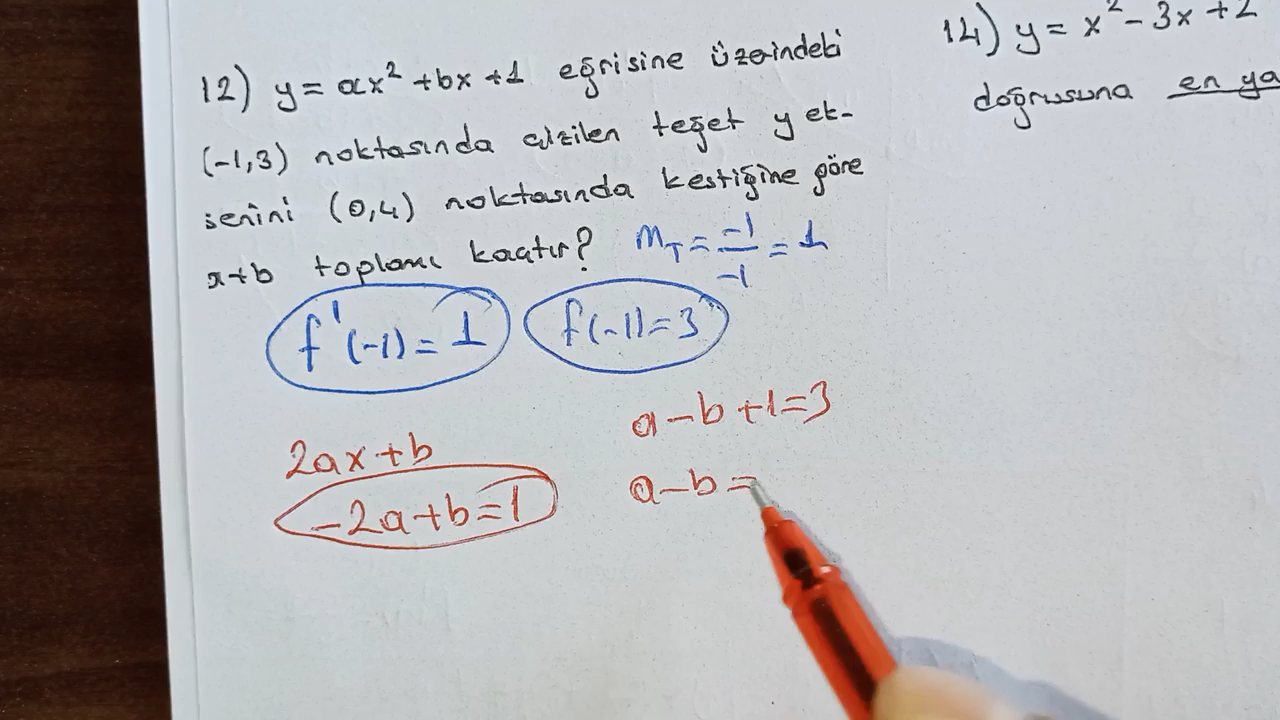 12) y = ax² + bx + 1 eğrisine üzerindeki
(-1,3) noktasında çizilen teğet y ek-
senini (0,4) noktasında kestiğine göre
a+b toplamı kaçtır? m_T = -1/-1 = 1
f'(-1) = 1 f(-1) = 3
2ax+b
-2a+b=1
a-b+1=3
a-b=
14) y = x² - 3x + 2
doğrusuna en ya